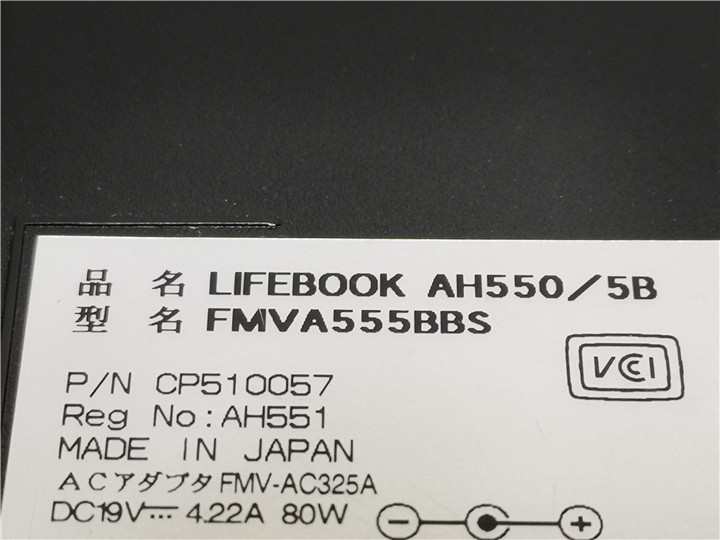 品 名 LIFEBOOK AH550/5B
型 名 FMVA555BBS
VCCI
P/N CP510057
Reg No:AH551
MADE IN JAPAN
ACアダプタ FMV-AC325A
DC19V⎓ 4.22A 80W